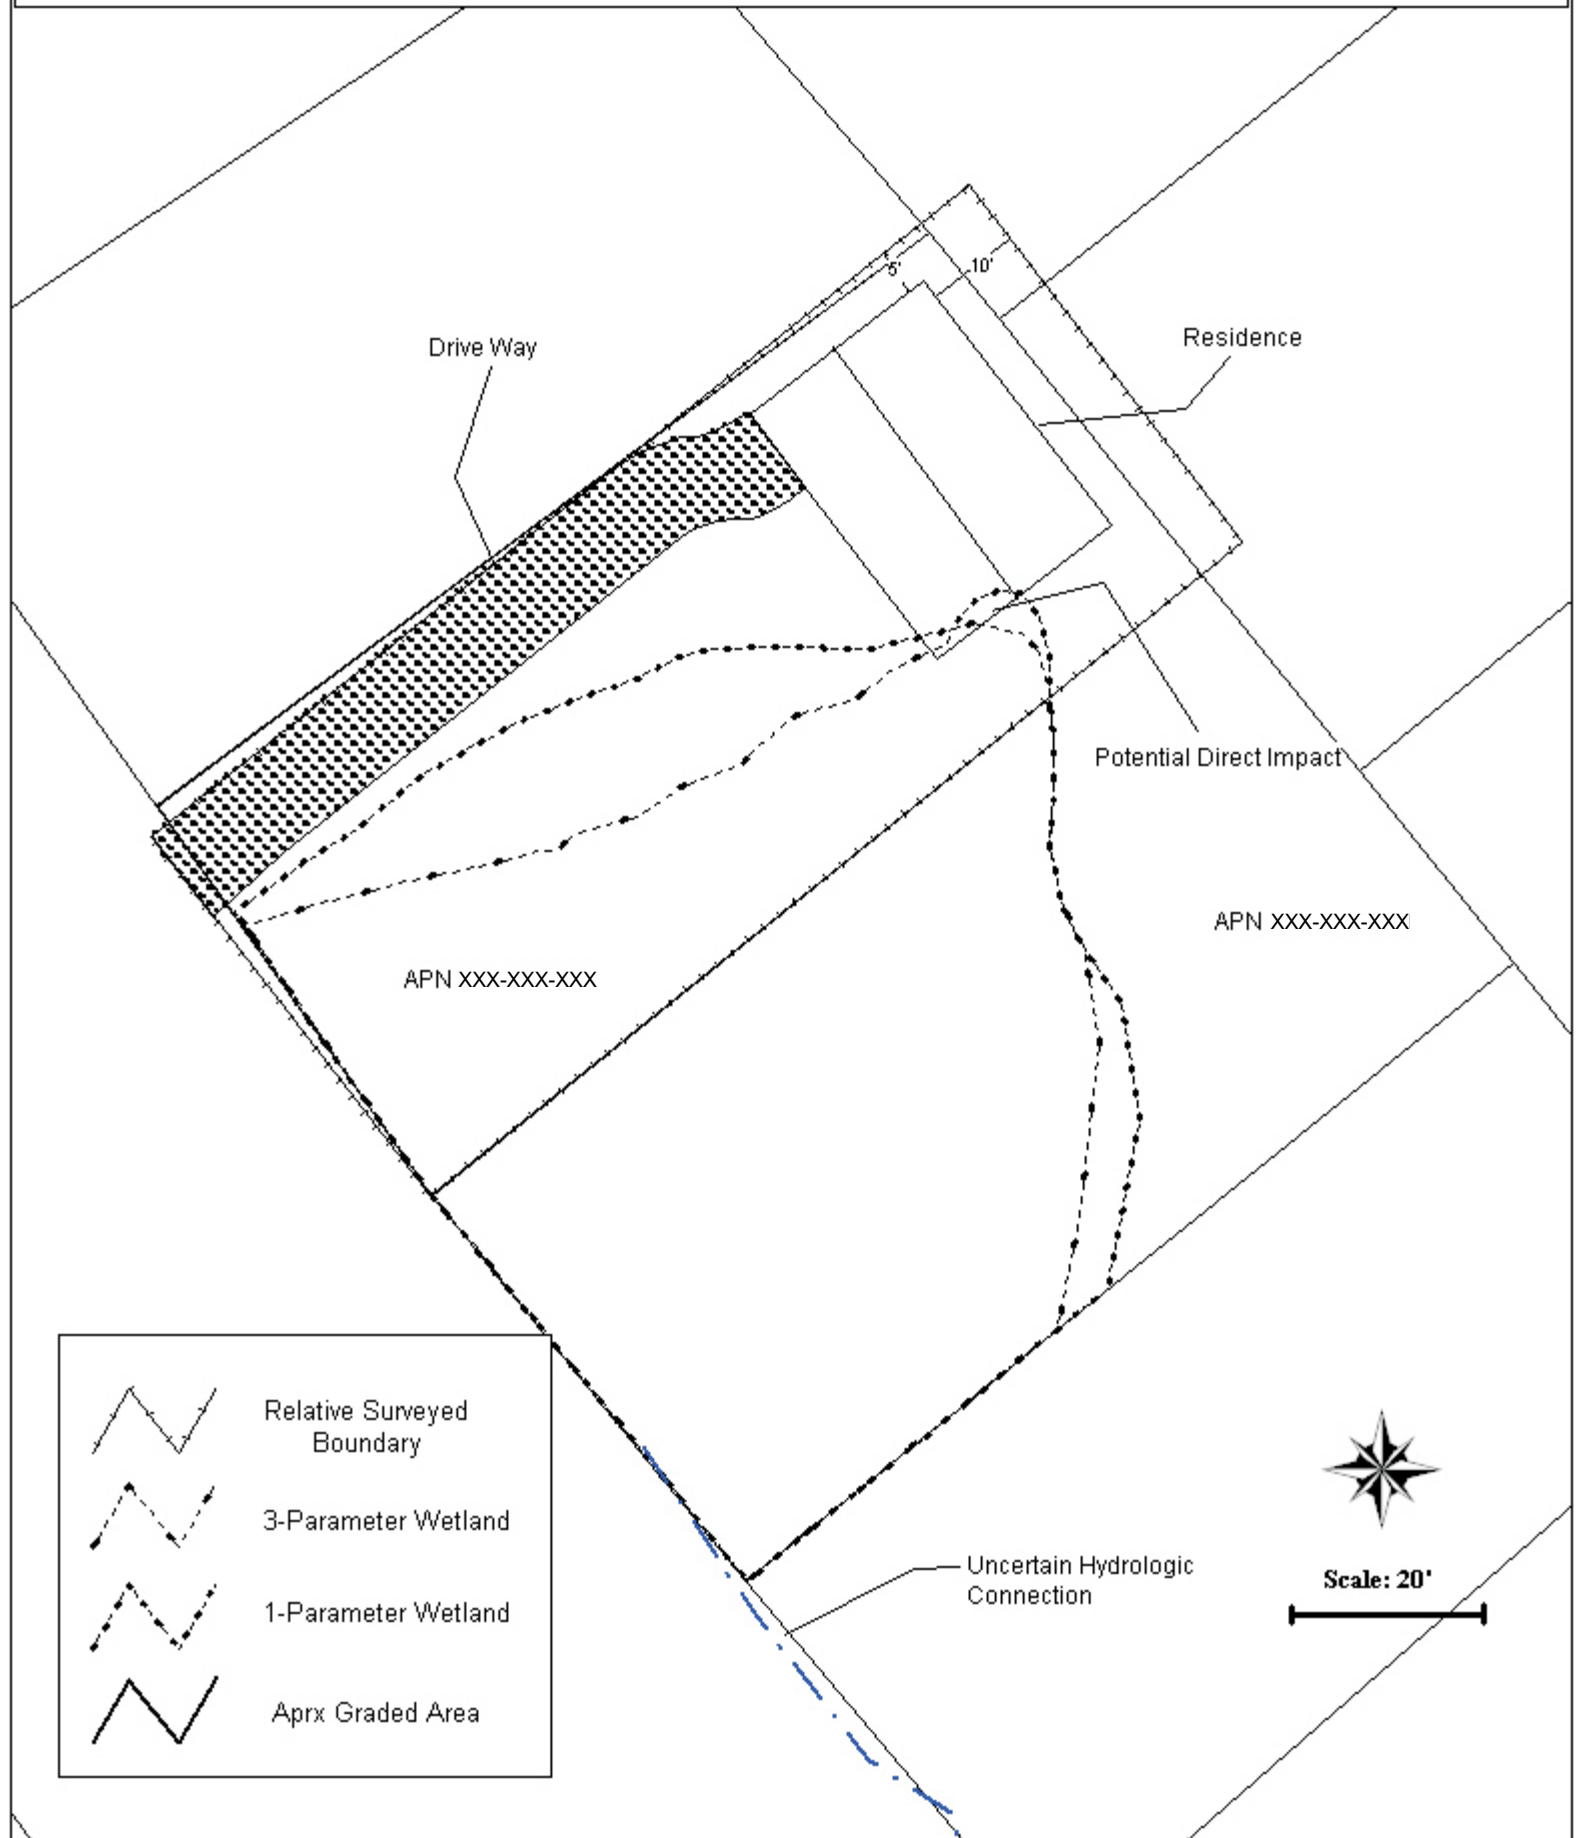 5'
10'
Drive Way
Residence
Potential Direct Impact
APN XXX-XXX-XXX
APN XXX-XXX-XXX
Relative Surveyed
Boundary
3-Parameter Wetland
1-Parameter Wetland
Aprx Graded Area
Uncertain Hydrologic
Connection
Scale: 20'